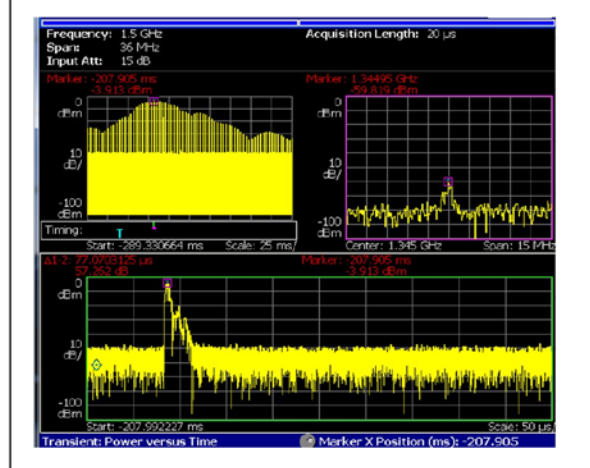 Frequency: 1.5 GHz
Acquisition Length: 20 µs
Span: 36 MHz
Input Att: 15 dB
Marker: -207.905 ms
-3.913 dBm
Marker: 1.34495 GHz
-59.819 dBm
0
dBm
10
dB/
-100
dBm
0
dBm
10
dB/
-100
dBm
Timing:
T
Start: -289.330664 ms
Scale: 25 ms/
Center: 1.345 GHz
Span: 15 MHz
Δ1-2: 77.0703125 µs
57.252 dB
Marker: -207.905 ms
-3.913 dBm
0
dBm
10
dB/
-100
dBm
Start: -207.992227 ms
Scale: 50 µs/
Transient: Power versus Time
Marker X Position (ms): -207.905